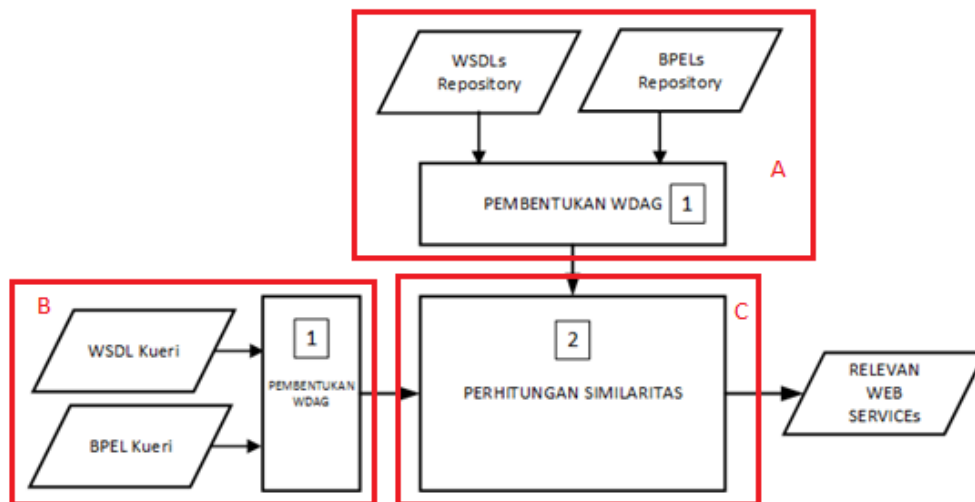 WSDLs
Repository
BPELs
Repository
A
PEMBENTUKAN WDAG
1
B
WSDL Kueri
BPEL Kueri
1
PEMBENTUKAN
WDAG
C
2
PERHITUNGAN SIMILARITAS
RELEVAN
WEB
SERVICEs